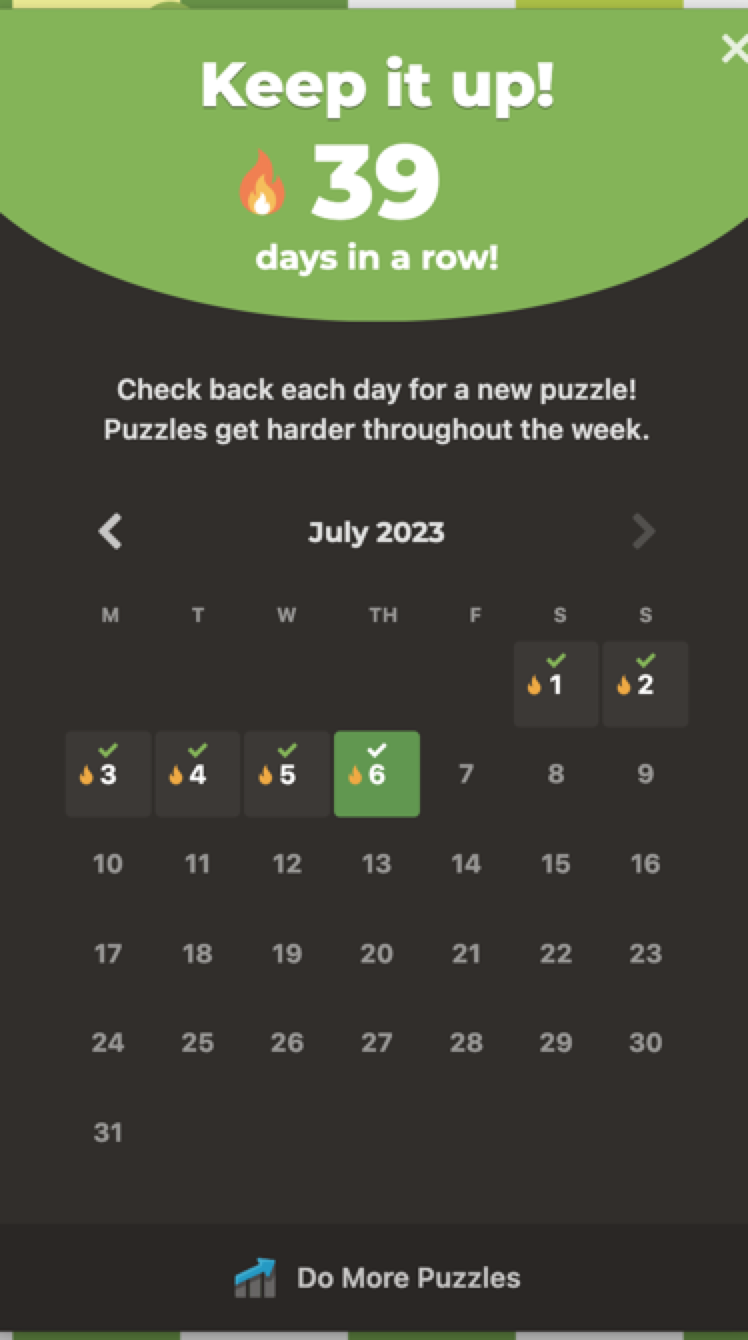 Keep it up!
39
days in a row!
Check back each day for a new puzzle!
Puzzles get harder throughout the week.
July 2023
M T W TH F S S
1 2
3 4 5 6 7 8 9
10 11 12 13 14 15 16
17 18 19 20 21 22 23
24 25 26 27 28 29 30
31
Do More Puzzles